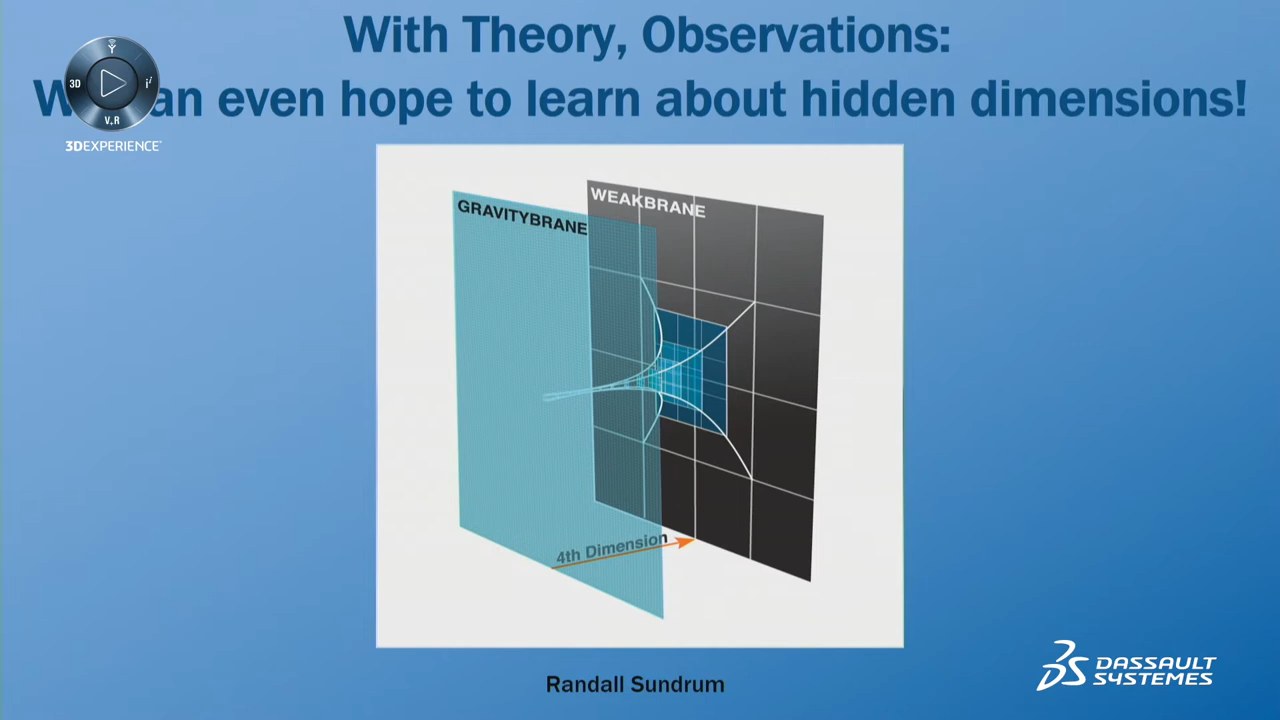 With Theory, Observations:
an even hope to learn about hidden dimensions!
3D
i
V,R
3DEXPERIENCE
GRAVITYBRANE
WEAKBRANE
4th Dimension
Randall Sundrum
DASSAULT
SYSTEMES